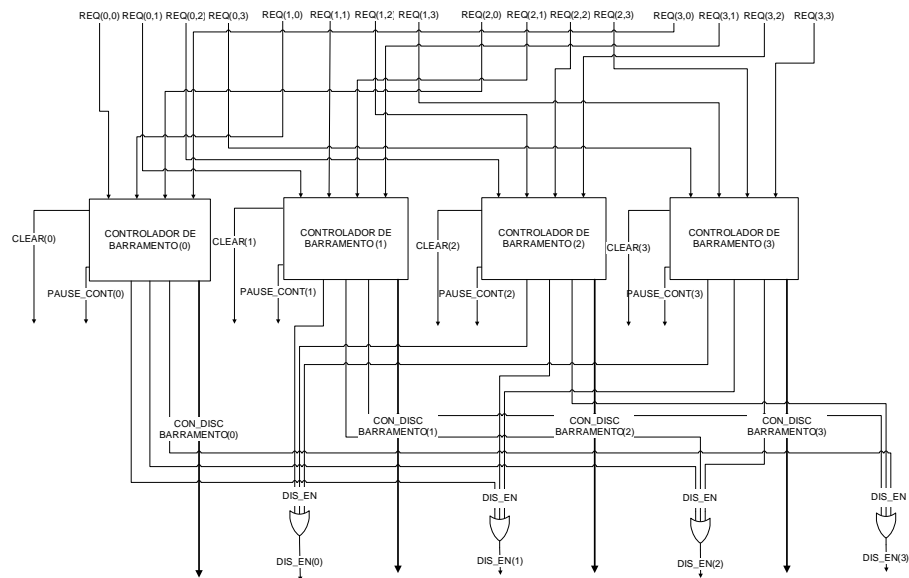 REQ(0,0) REQ(0,1) REQ(0,2) REQ(0,3) REQ(1,0) REQ(1,1) REQ(1,2) REQ(1,3) REQ(2,0) REQ(2,1) REQ(2,2) REQ(2,3) REQ(3,0) REQ(3,1) REQ(3,2) REQ(3,3)
CONTROLADOR DE
BARRAMENTO(0)
CONTROLADOR DE
BARRAMENTO(1)
CONTROLADOR DE
BARRAMENTO(2)
CONTROLADOR DE
BARRAMENTO(3)
CLEAR(0)
CLEAR(1)
CLEAR(2)
CLEAR(3)
PAUSE_CONT(0)
PAUSE_CONT(1)
PAUSE_CONT(2)
PAUSE_CONT(3)
CON_DISC
BARRAMENTO(0)
CON_DISC
BARRAMENTO(1)
CON_DISC
BARRAMENTO(2)
CON_DISC
BARRAMENTO(3)
DIS_EN
DIS_EN
DIS_EN
DIS_EN
DIS_EN(0)
DIS_EN(1)
DIS_EN(2)
DIS_EN(3)